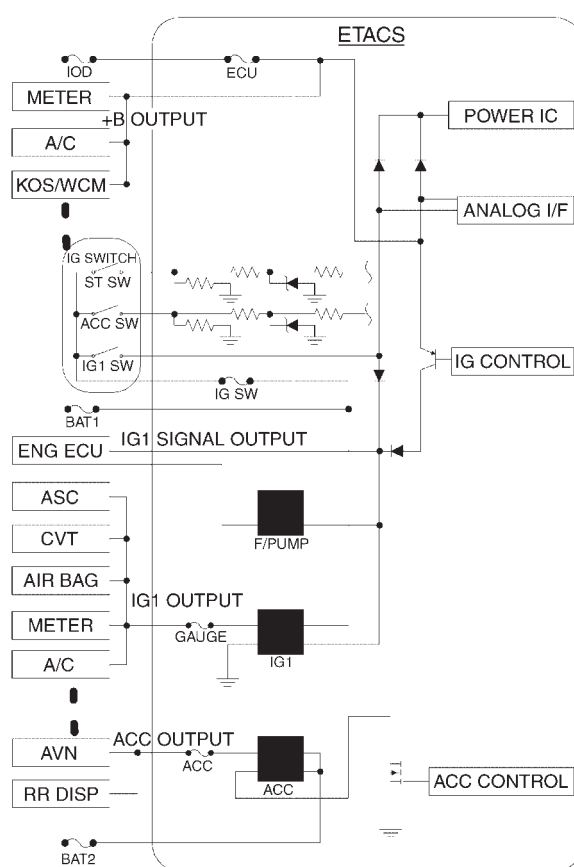 ETACS
IOD
ECU
METER
+B OUTPUT
POWER IC
A/C
KOS/WCM
ANALOG I/F
IG SWITCH
ST SW
ACC SW
IG1 SW
IG CONTROL
IG SW
BAT1
IG1 SIGNAL OUTPUT
ENG ECU
ASC
CVT
F/PUMP
AIR BAG
IG1 OUTPUT
METER
GAUGE
A/C
IG1
ACC OUTPUT
AVN
ACC
RR DISP
ACC
ACC CONTROL
BAT2